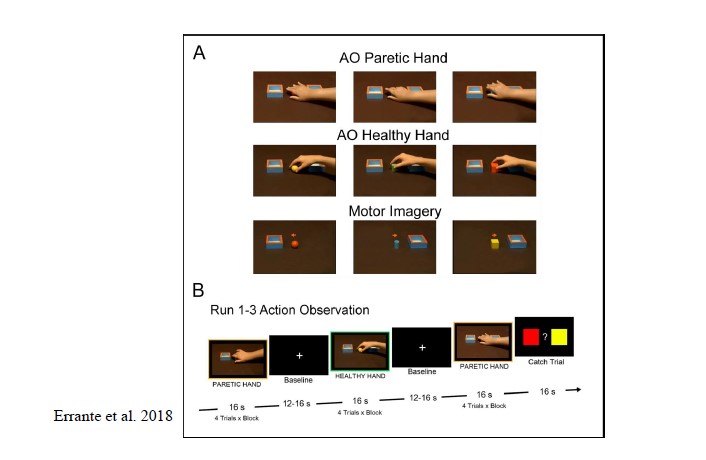 A
AO Paretic Hand
AO Healthy Hand
Motor Imagery
B
Run 1-3 Action Observation
+
+
?
PARETIC HAND
Baseline
HEALTHY HAND
Baseline
PARETIC HAND
Catch Trial
16 s
12-16 s
16 s
12-16 s
16 s
16 s
4 Trials x Block
4 Trials x Block
4 Trials x Block
Errante et al. 2018